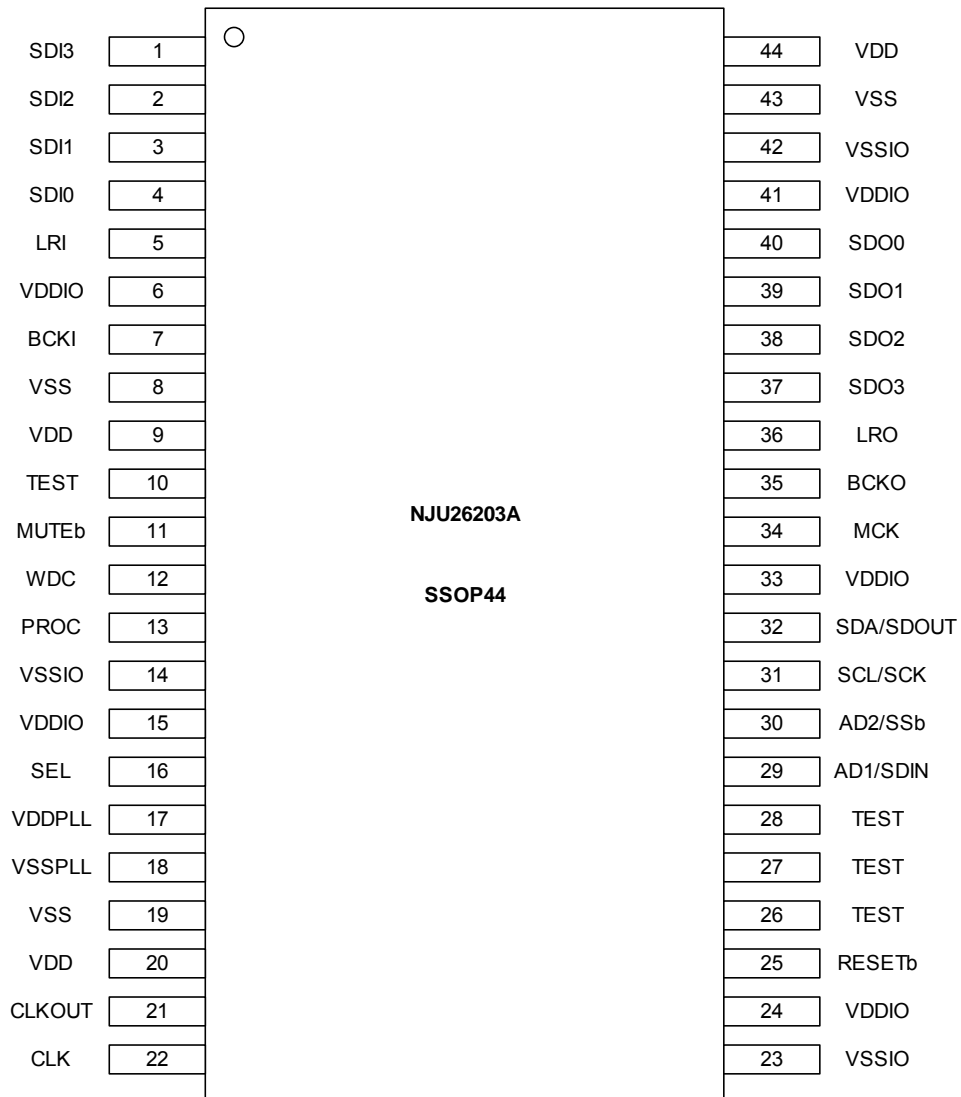 SDI3 1 44 VDD
SDI2 2 43 VSS
SDI1 3 42 VSSIO
SDI0 4 41 VDDIO
LRI 5 40 SDO0
VDDIO 6 39 SDO1
BCKI 7 38 SDO2
VSS 8 37 SDO3
VDD 9 36 LRO
TEST 10 35 BCKO
NJU26203A
MUTEb 11 34 MCK
WDC 12 33 VDDIO
SSOP44
PROC 13 32 SDA/SDOUT
VSSIO 14 31 SCL/SCK
VDDIO 15 30 AD2/SSb
SEL 16 29 AD1/SDIN
VDDPLL 17 28 TEST
VSSPLL 18 27 TEST
VSS 19 26 TEST
VDD 20 25 RESETb
CLKOUT 21 24 VDDIO
CLK 22 23 VSSIO